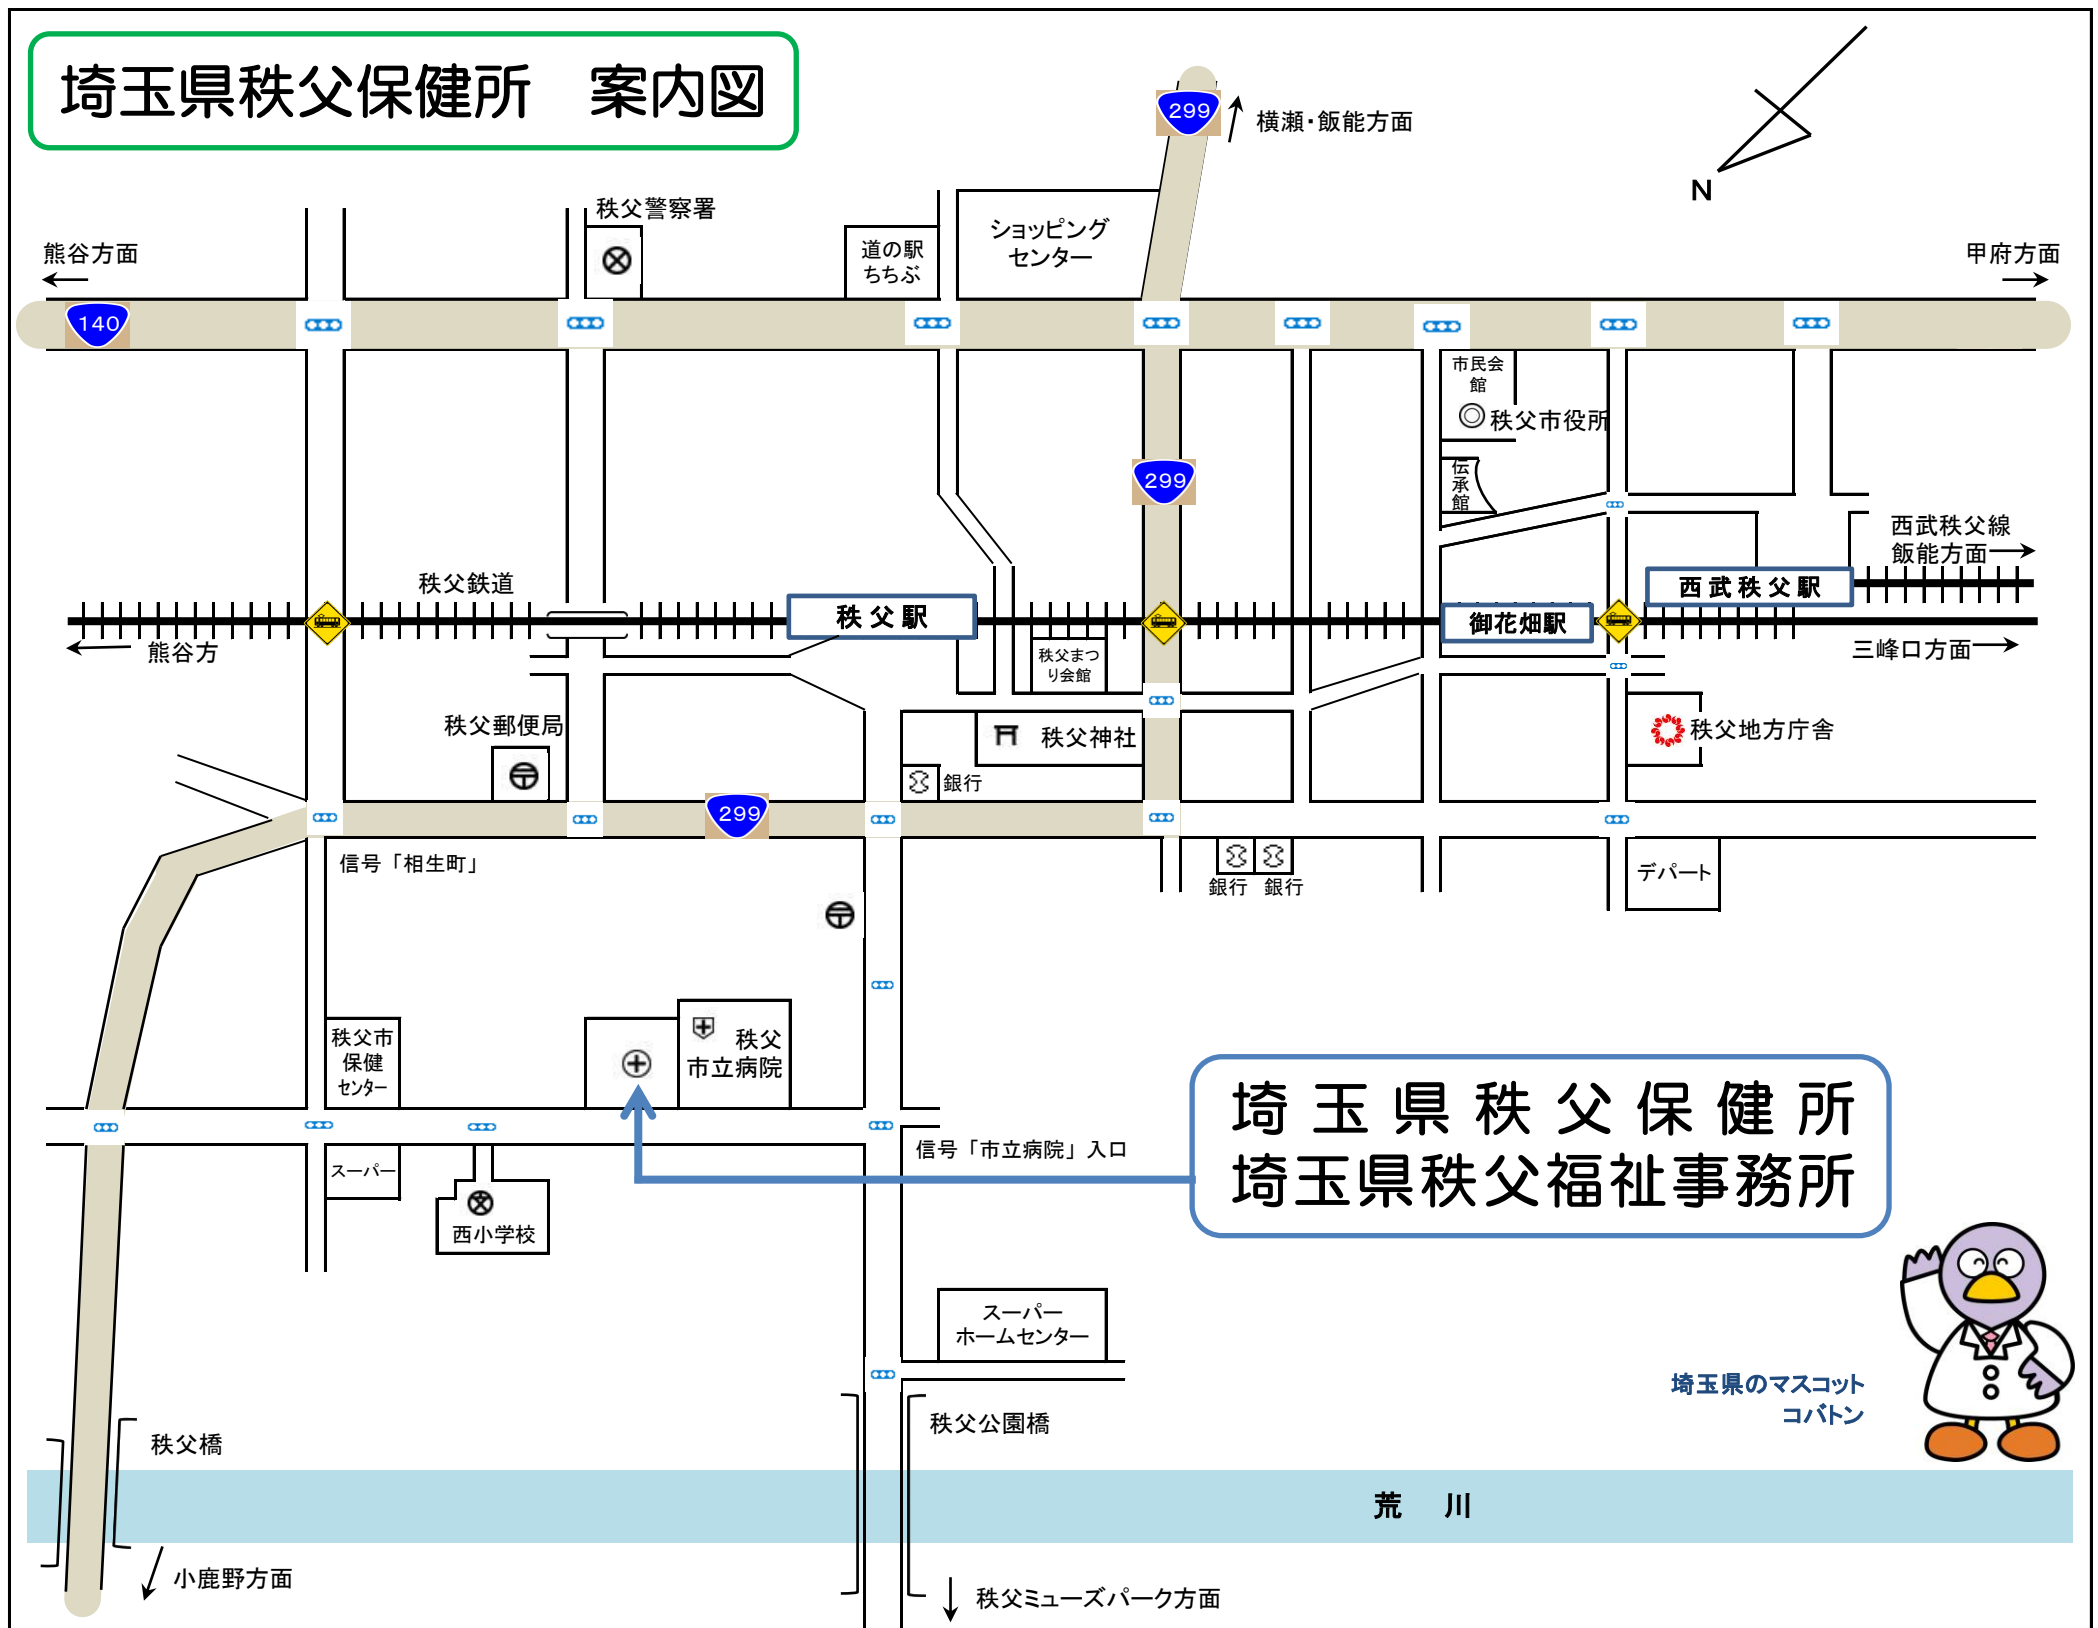 埼玉県秩父保健所　案内図
299
横瀬・飯能方面
N
秩父警察署
熊谷方面
道の駅
ちちぶ
ショッピング
センター
甲府方面
140
市民会
館
秩父市役所
伝
承
館
299
西武秩父線
飯能方面
秩父鉄道
秩父駅
西武秩父駅
御花畑駅
熊谷方
秩父まつ
り会館
三峰口方面
秩父郵便局
秩父神社
秩父地方庁舎
銀行
299
信号「相生町」
銀行
銀行
デパート
秩父市
保健
センター
秩父
市立病院
埼玉県秩父保健所
埼玉県秩父福祉事務所
信号「市立病院」入口
スーパー
西小学校
スーパー
ホームセンター
埼玉県のマスコット
コバトン
秩父橋
秩父公園橋
荒　川
小鹿野方面
秩父ミューズパーク方面